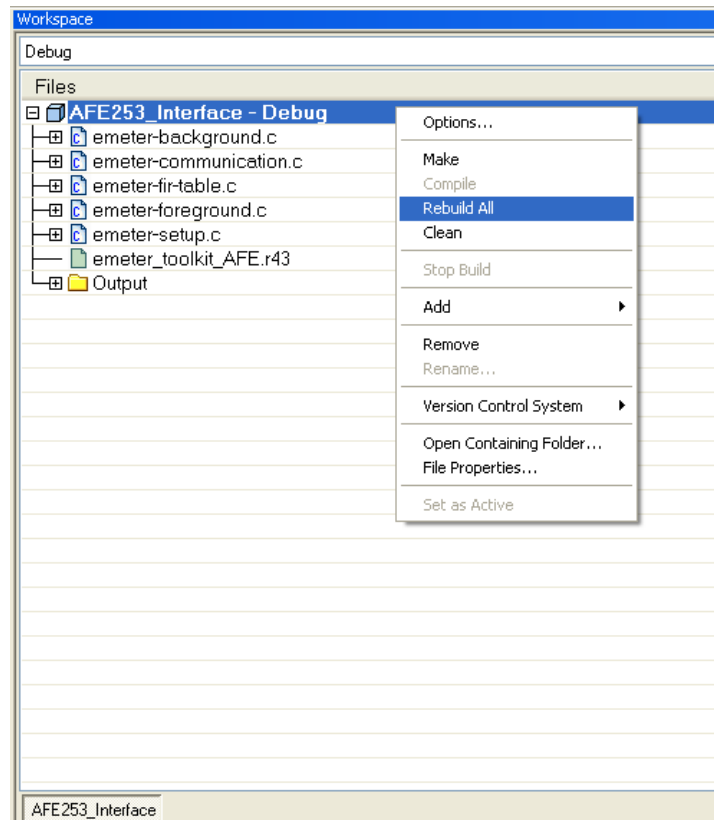 Workspace
Debug
Files
AFE253_Interface - Debug
emeter-background.c
emeter-communication.c
emeter-fir-table.c
emeter-foreground.c
emeter-setup.c
emeter_toolkit_AFE.r43
Output
Options...
Make
Compile
Rebuild All
Clean
Stop Build
Add
Remove
Rename...
Version Control System
Open Containing Folder...
File Properties...
Set as Active
AFE253_Interface